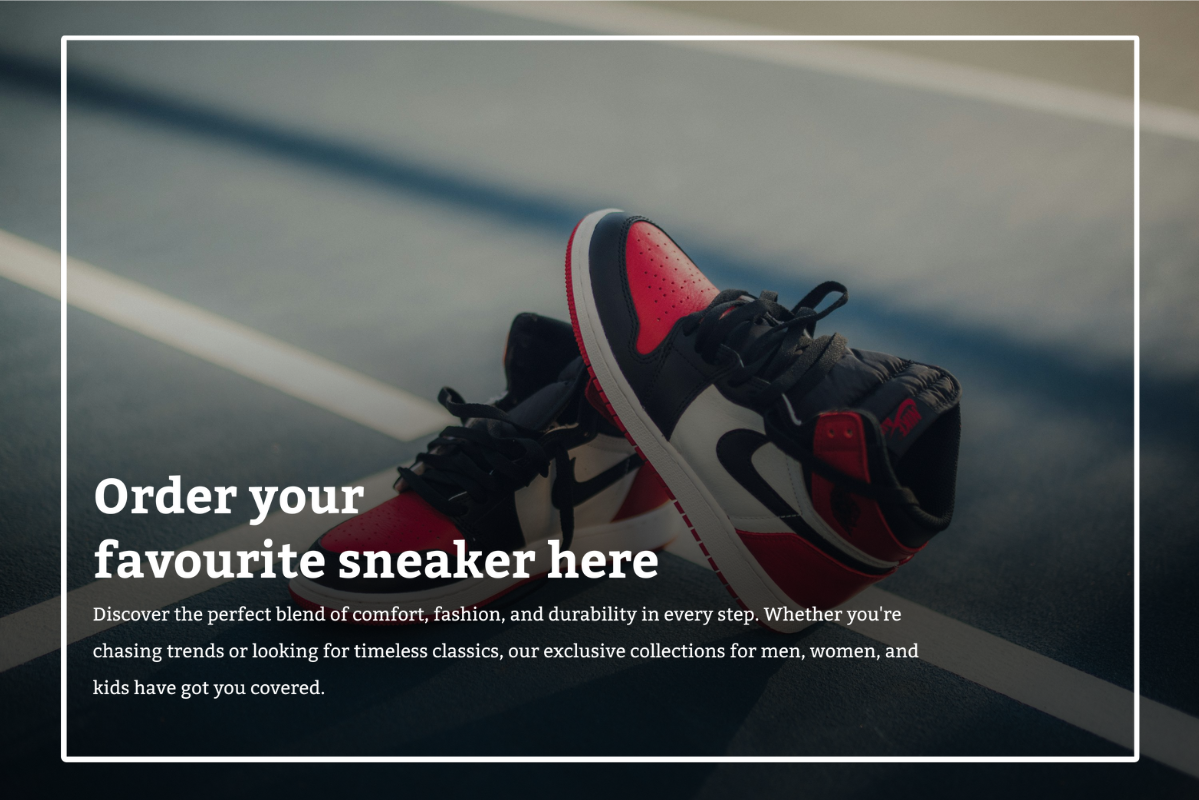 Order your
favourite sneaker here
Discover the perfect blend of comfort, fashion, and durability in every step. Whether you're
chasing trends or looking for timeless classics, our exclusive collections for men, women, and
kids have got you covered.